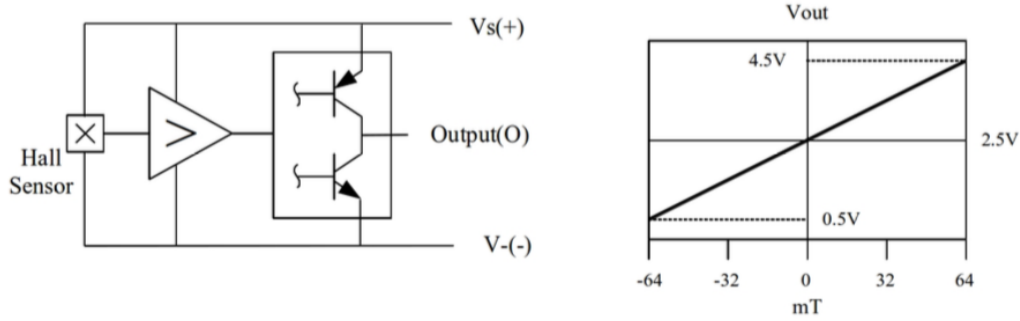 Vs(+)
Hall
Sensor
Output(O)
V-(-)
Vout
4.5V
2.5V
0.5V
-64 -32 0 32 64
mT